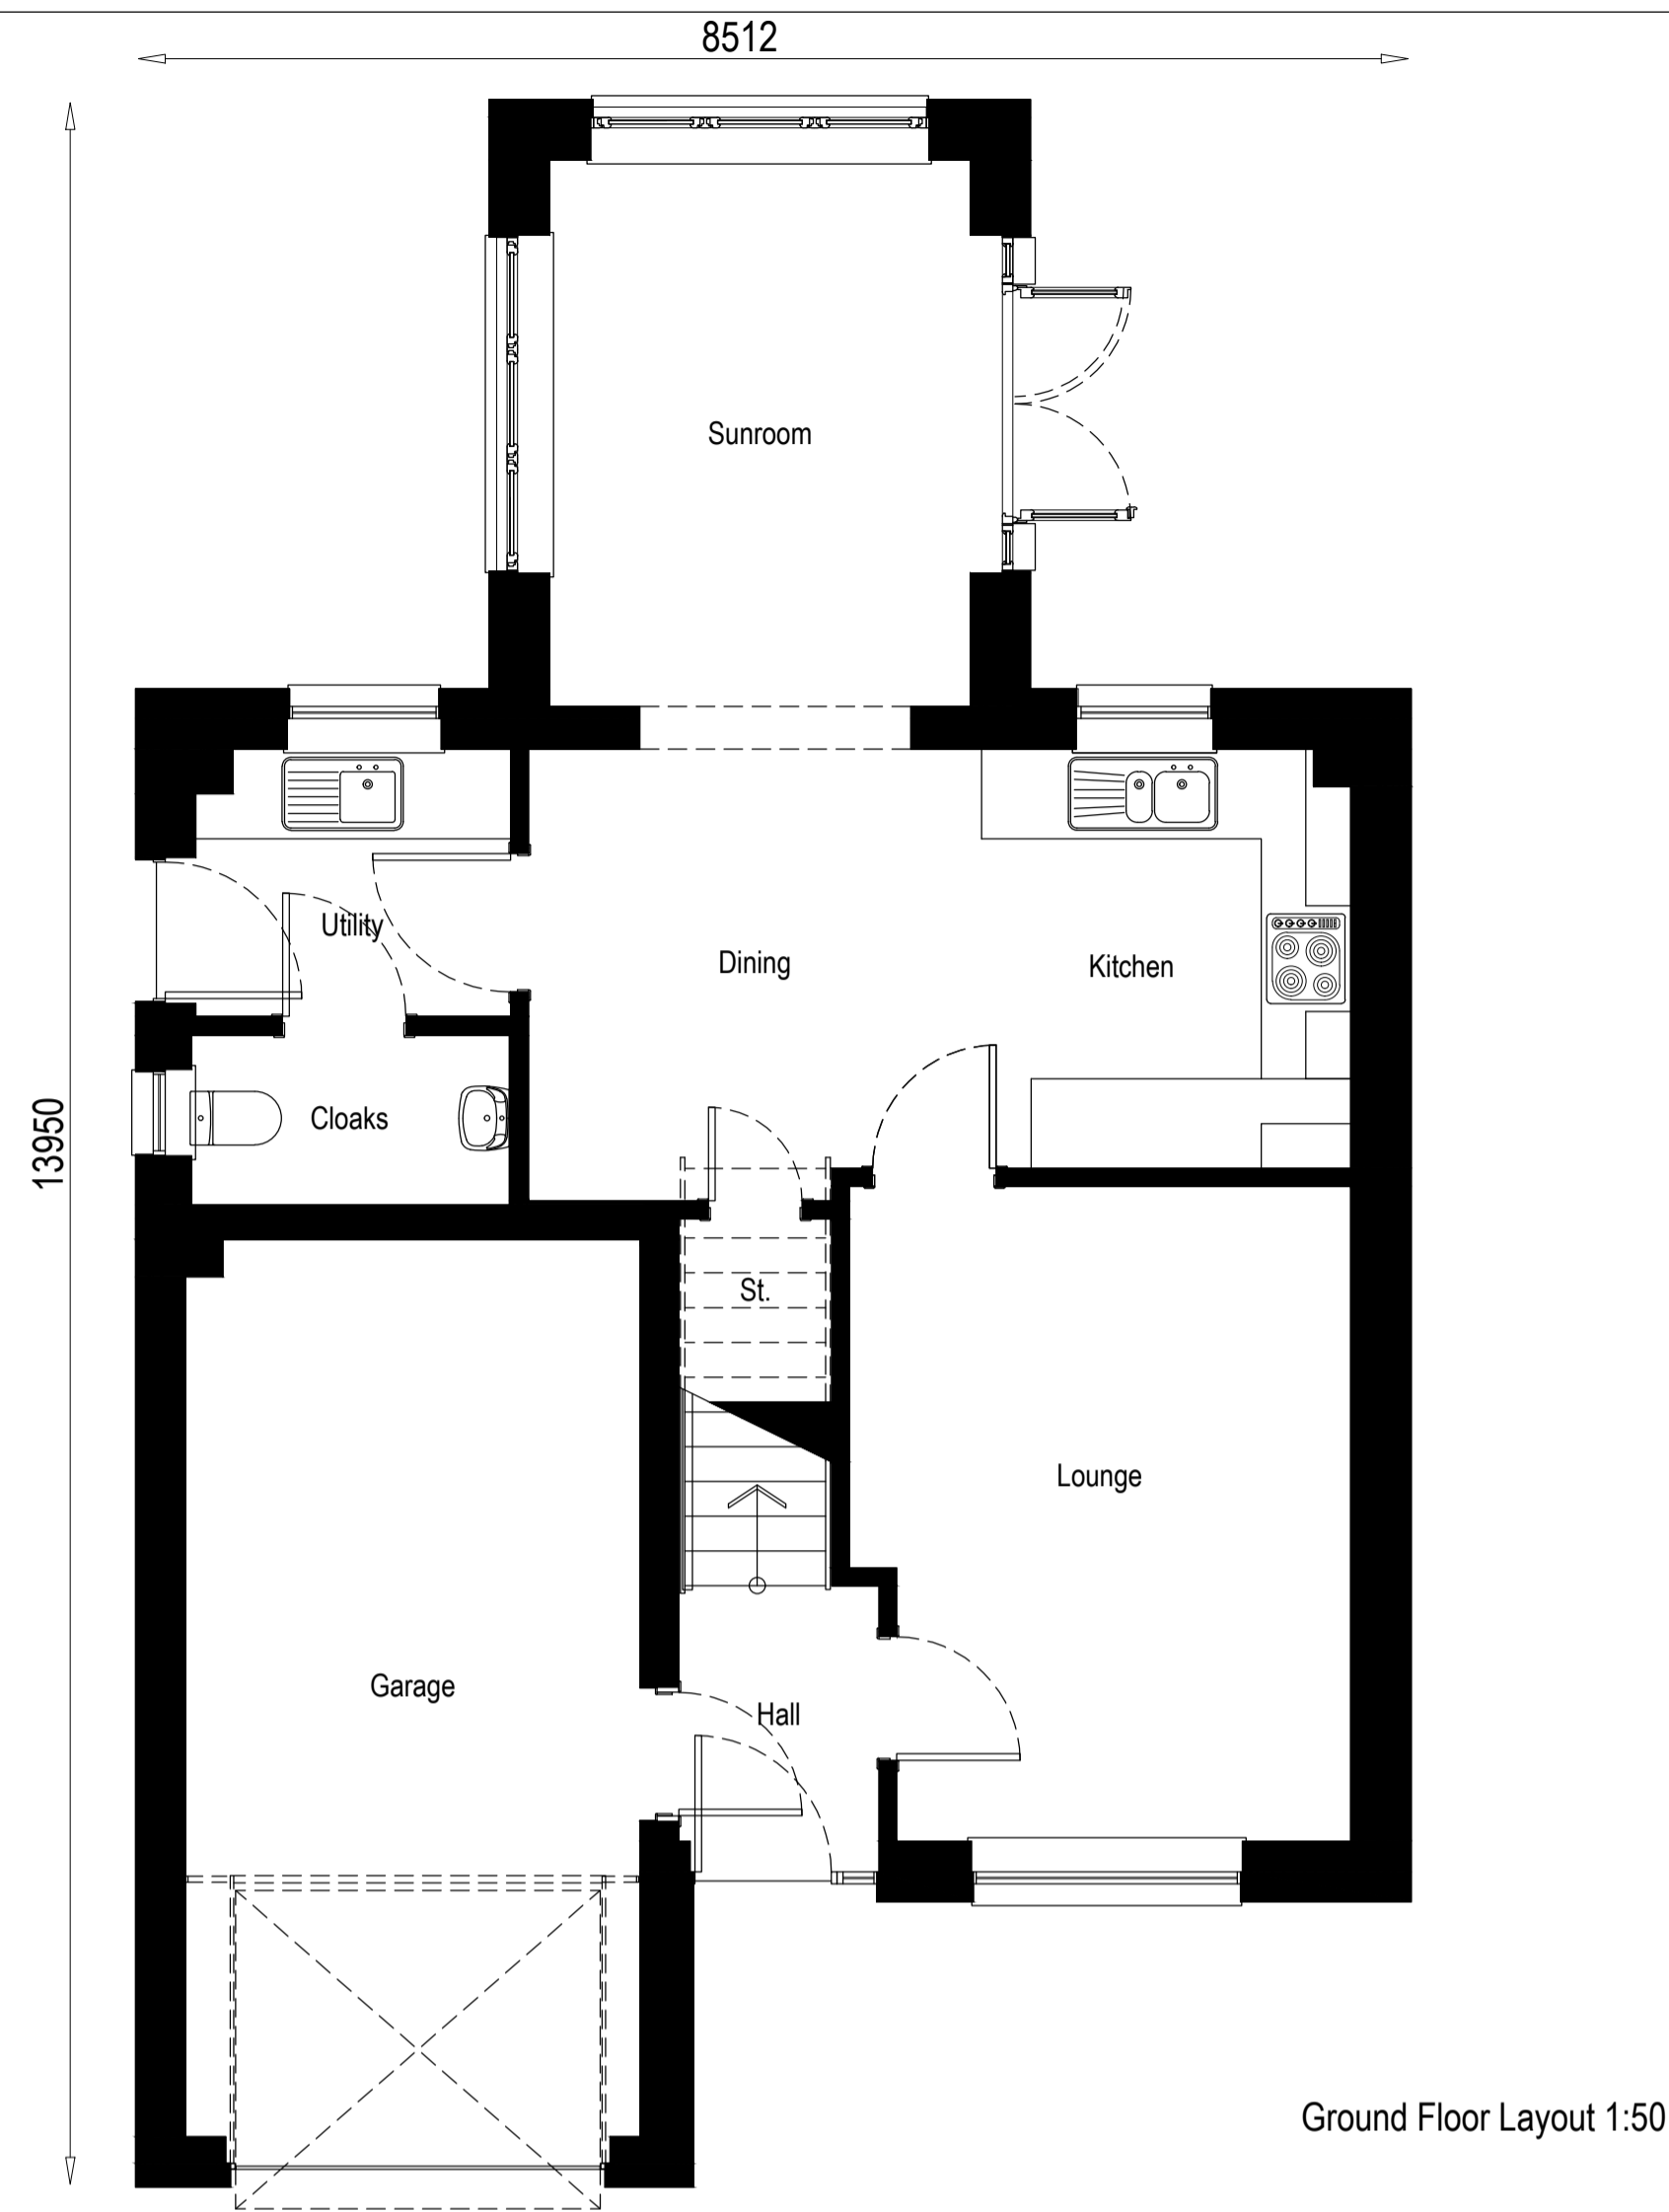 8512
Sunroom
13950
Utility
Dining
Kitchen
Cloaks
St.
Lounge
Garage
Hall
Ground Floor Layout 1:50